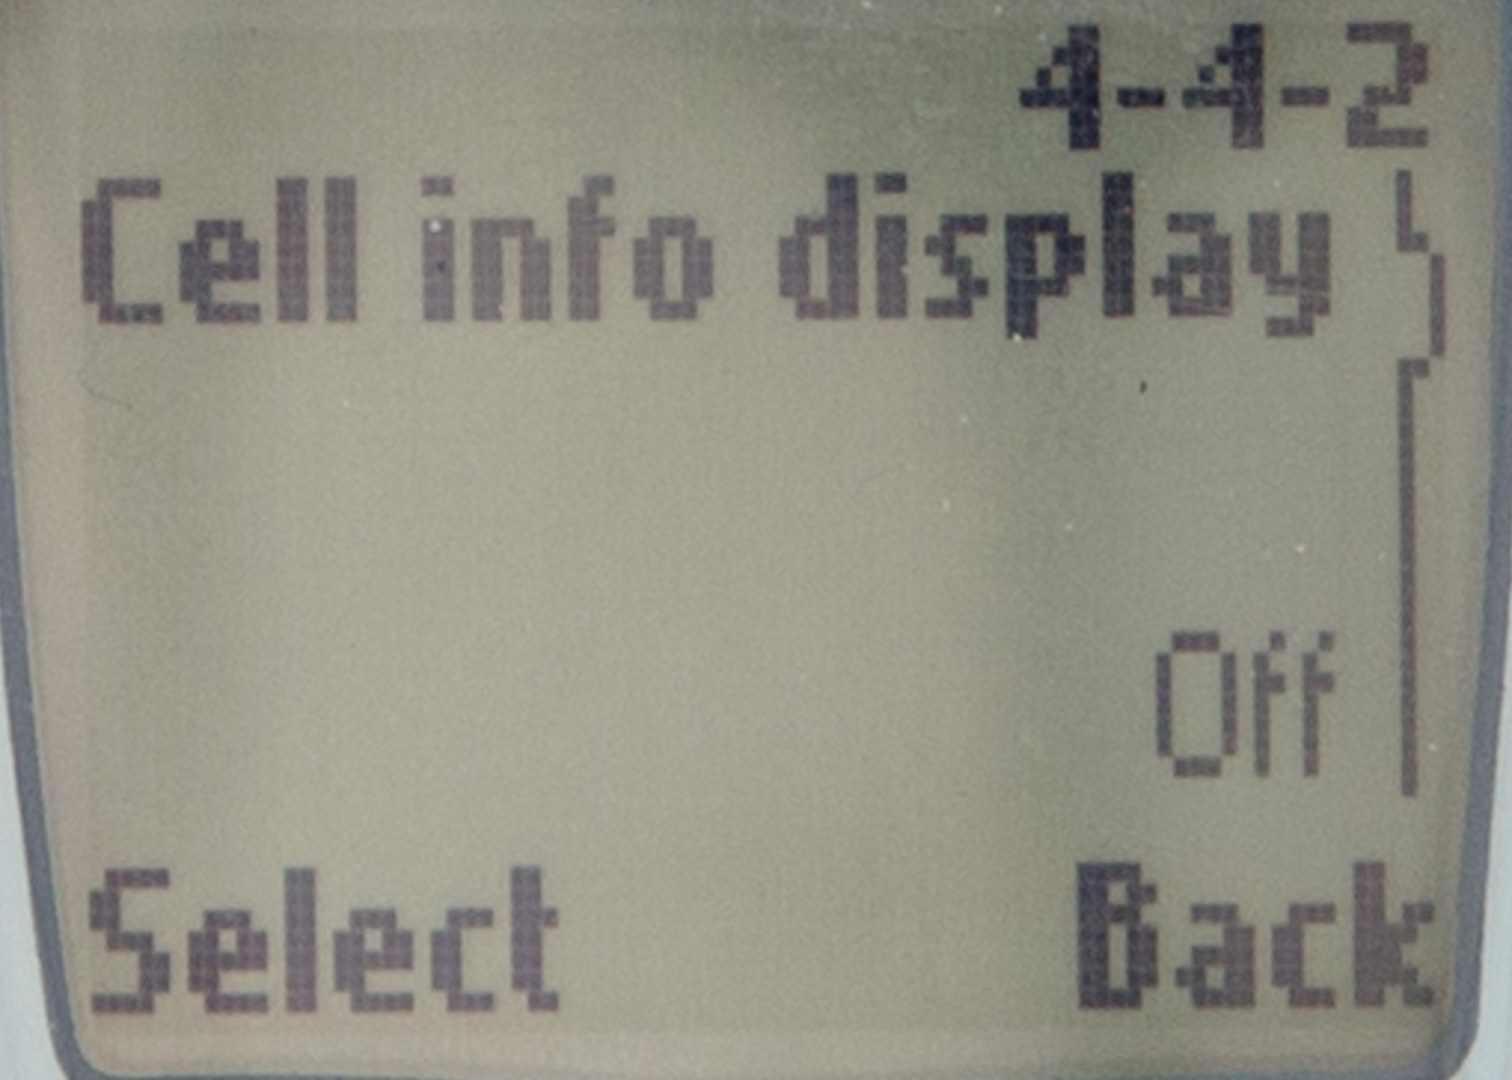 4-4-2
Cell info display
Off
Select Back